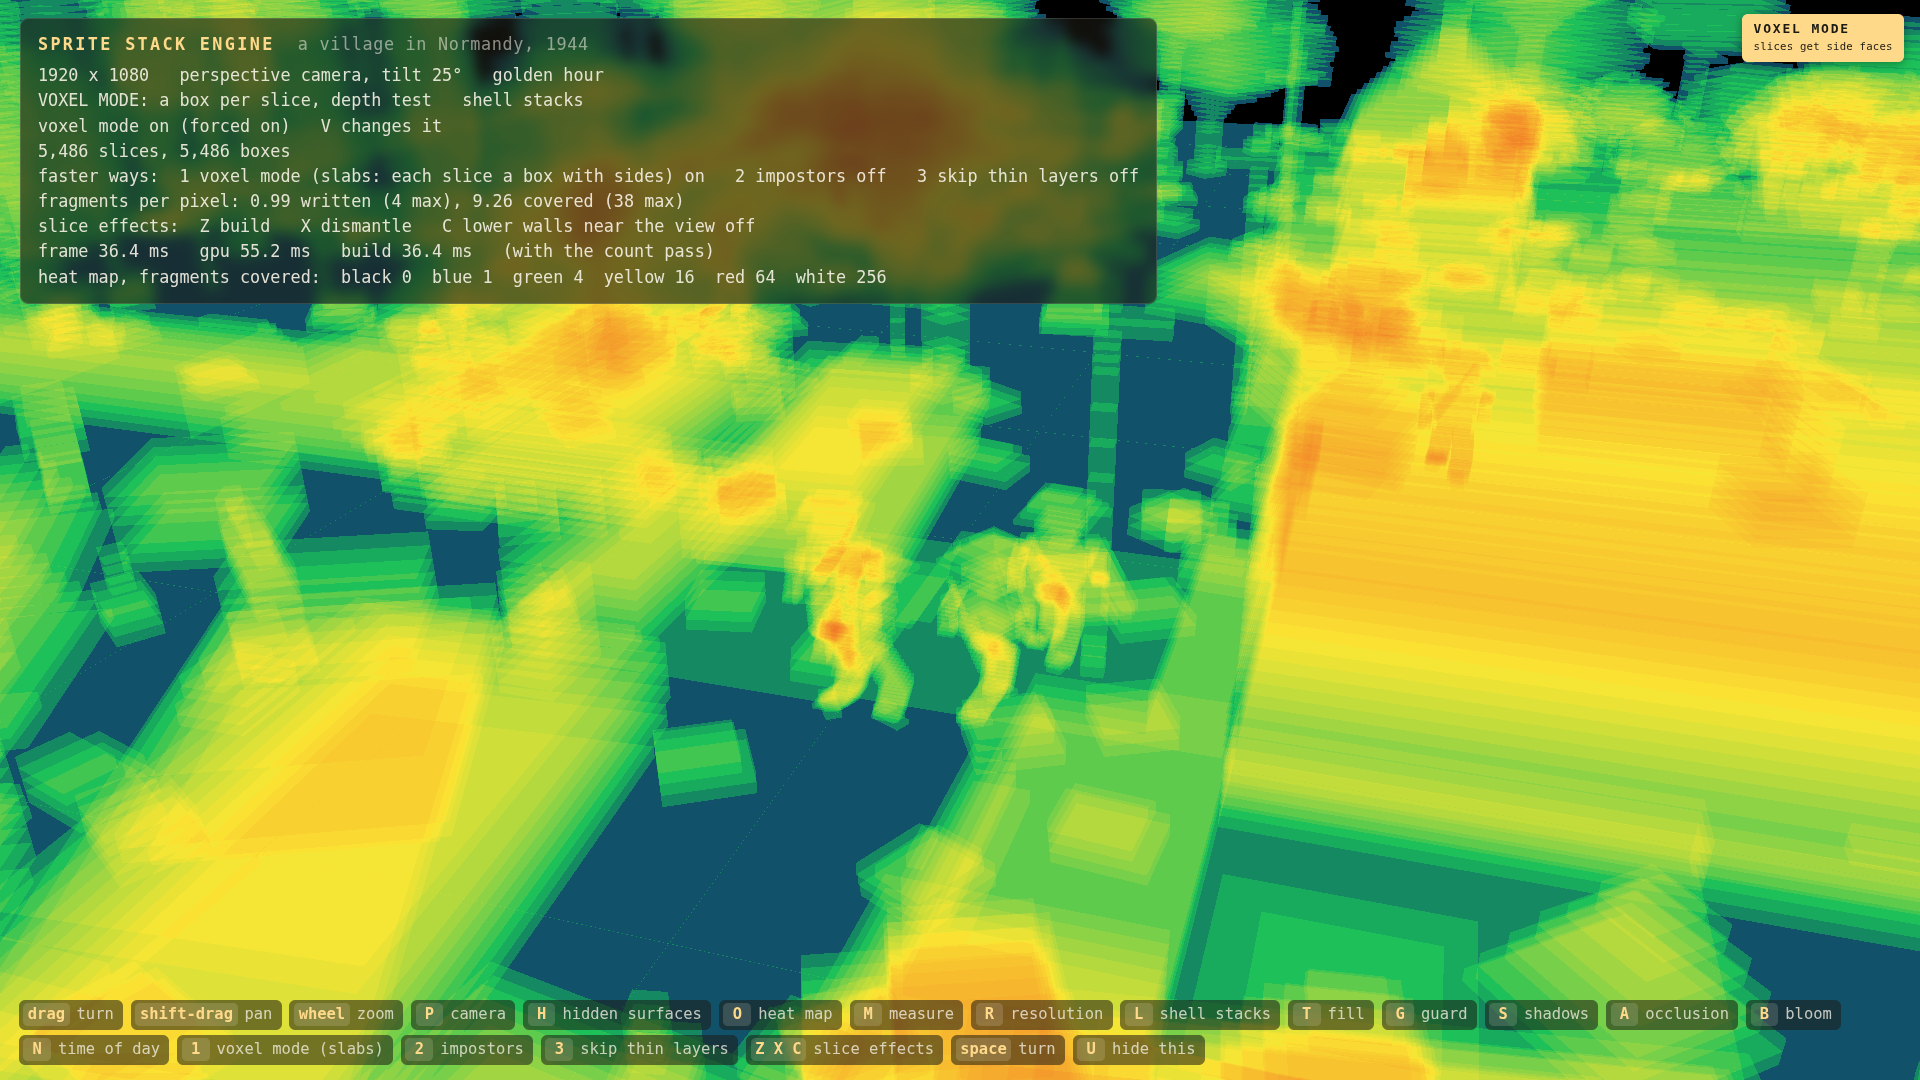 SPRITE STACK ENGINE a village in Normandy, 1944
1920 x 1080 perspective camera, tilt 25° golden hour
VOXEL MODE: a box per slice, depth test shell stacks
voxel mode on (forced on) V changes it
5,486 slices, 5,486 boxes
faster ways: 1 voxel mode (slabs: each slice a box with sides) on 2 impostors off 3 skip thin layers off
fragments per pixel: 0.99 written (4 max), 9.26 covered (38 max)
slice effects: Z build X dismantle C lower walls near the view off
frame 36.4 ms gpu 55.2 ms build 36.4 ms (with the count pass)
heat map, fragments covered: black 0 blue 1 green 4 yellow 16 red 64 white 256
VOXEL MODE
slices get side faces
drag turn shift-drag pan wheel zoom P camera H hidden surfaces O heat map M measure R resolution L shell stacks T fill G guard S shadows A occlusion B bloom
N time of day 1 voxel mode (slabs) 2 impostors 3 skip thin layers Z X C slice effects space turn U hide this